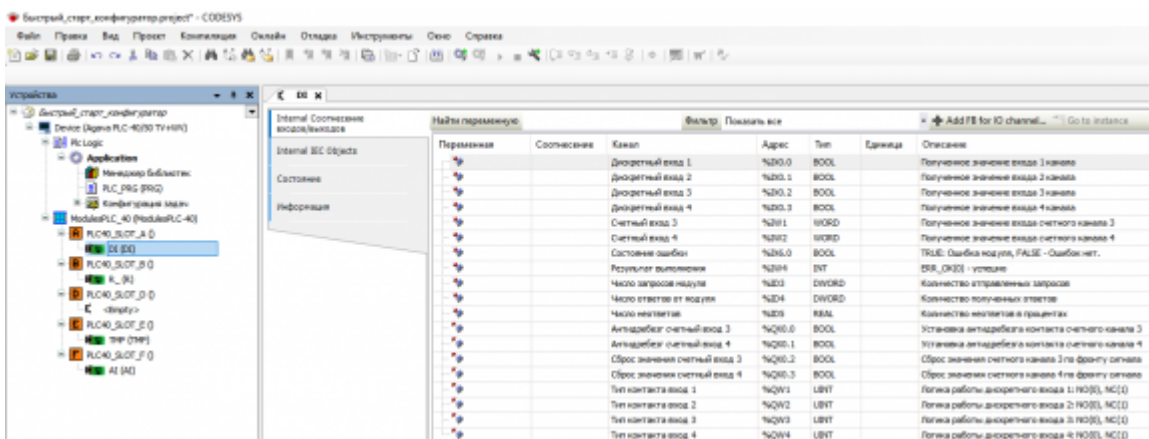 Быстрый_старт_конфигуратор.project* - CODESYS
Файл Правка Вид Проект Компиляция Онлайн Отладка Инструменты Окно Справка
Устройства
DI
Быстрый_старт_конфигуратор
Device (Agava PLC-40/50 TV+WV)
Plc Logic
Application
Менеджер библиотек
PLC_PRG (PRG)
Конфигурация задач
ModulesPLC_40 (ModulesPLC-40)
PLC40_SLOT_A ()
DI (DI)
PLC40_SLOT_B ()
R_ (R)
PLC40_SLOT_D ()
<Empty>
PLC40_SLOT_E ()
TMP (TMP)
PLC40_SLOT_F ()
AI (AI)
Internal Соотнесение входов/выходов
Internal IEC Objects
Состояние
Информация
Найти переменную Фильтр Показать все Add FB for IO channel... Go to instance
Переменная Соотнесение Канал Адрес Тип Единица Описание
Дискретный вход 1 %IX0.0 BOOL Полученное значение входа 1 канала
Дискретный вход 2 %IX0.1 BOOL Полученное значение входа 2 канала
Дискретный вход 3 %IX0.2 BOOL Полученное значение входа 3 канала
Дискретный вход 4 %IX0.3 BOOL Полученное значение входа 4 канала
Счетный вход 3 %IW1 WORD Полученное значение входа счетного канала 3
Счетный вход 4 %IW2 WORD Полученное значение входа счетного канала 4
Состояние ошибки %IX6.0 BOOL TRUE: Ошибка модуля, FALSE - Ошибок нет.
Результат выполнения %IW4 INT ERR_OK(0) - успешно
Число запросов модуля %ID3 DWORD Количество отправленных запросов
Число ответов от модуля %ID4 DWORD Количество полученных ответов
Число неответов %ID5 REAL Количество неответов в процентах
Антидребезг счетный вход 3 %QX0.0 BOOL Установка антидребезга контакта счетного канала 3
Антидребезг счетный вход 4 %QX0.1 BOOL Установка антидребезга контакта счетного канала 4
Сброс значения счетный вход 3 %QX0.2 BOOL Сброс значения счетного канала 3 по фронту сигнала
Сброс значения счетный вход 4 %QX0.3 BOOL Сброс значения счетного канала 4 по фронту сигнала
Тип контакта вход 1 %QW1 UINT Логика работы дискретного входа 1: NO(0), NC(1)
Тип контакта вход 2 %QW2 UINT Логика работы дискретного входа 2: NO(0), NC(1)
Тип контакта вход 3 %QW3 UINT Логика работы дискретного входа 3: NO(0), NC(1)
Тип контакта вход 4 %QW4 UINT Логика работы дискретного входа 4: NO(0), NC(1)